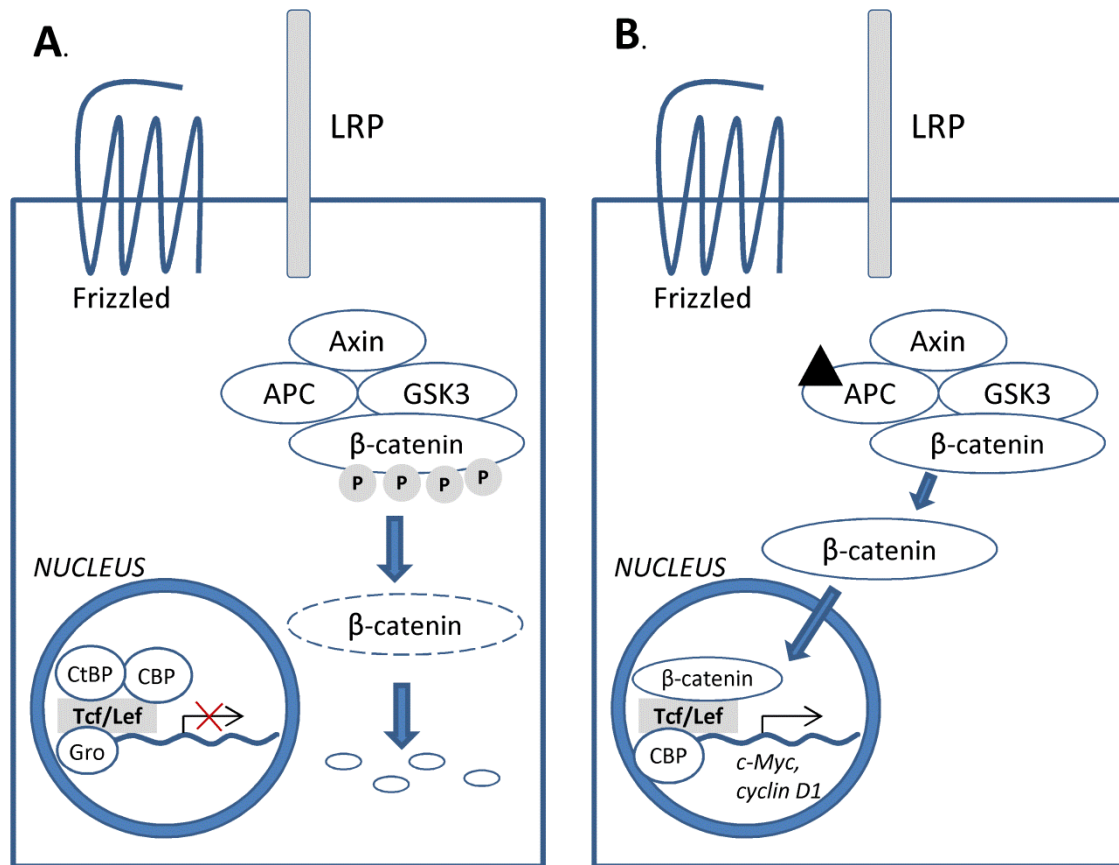 A.
LRP
Frizzled
Axin
APC
GSK3
β-catenin
P P P P
NUCLEUS
β-catenin
CtBP
CBP
Tcf/Lef
Gro
B.
LRP
Frizzled
Axin
APC
GSK3
β-catenin
β-catenin
NUCLEUS
β-catenin
Tcf/Lef
CBP
c-Myc,
cyclin D1